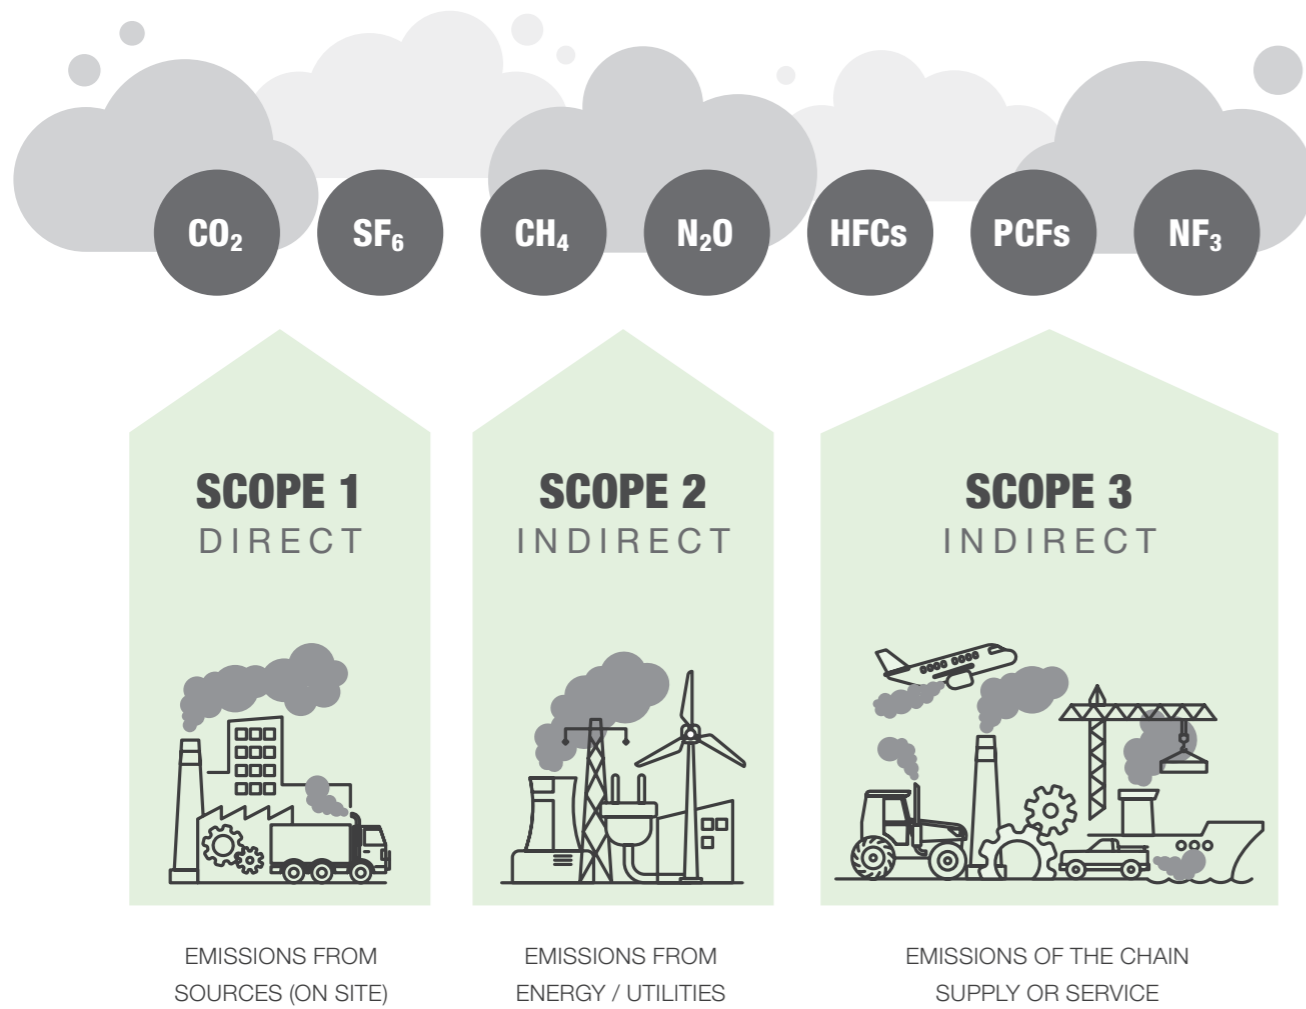 CO₂ SF₆ CH₄ N₂O HFCs PCFs NF₃
SCOPE 1
DIRECT
EMISSIONS FROM
SOURCES (ON SITE)
SCOPE 2
INDIRECT
EMISSIONS FROM
ENERGY / UTILITIES
SCOPE 3
INDIRECT
EMISSIONS OF THE CHAIN
SUPPLY OR SERVICE